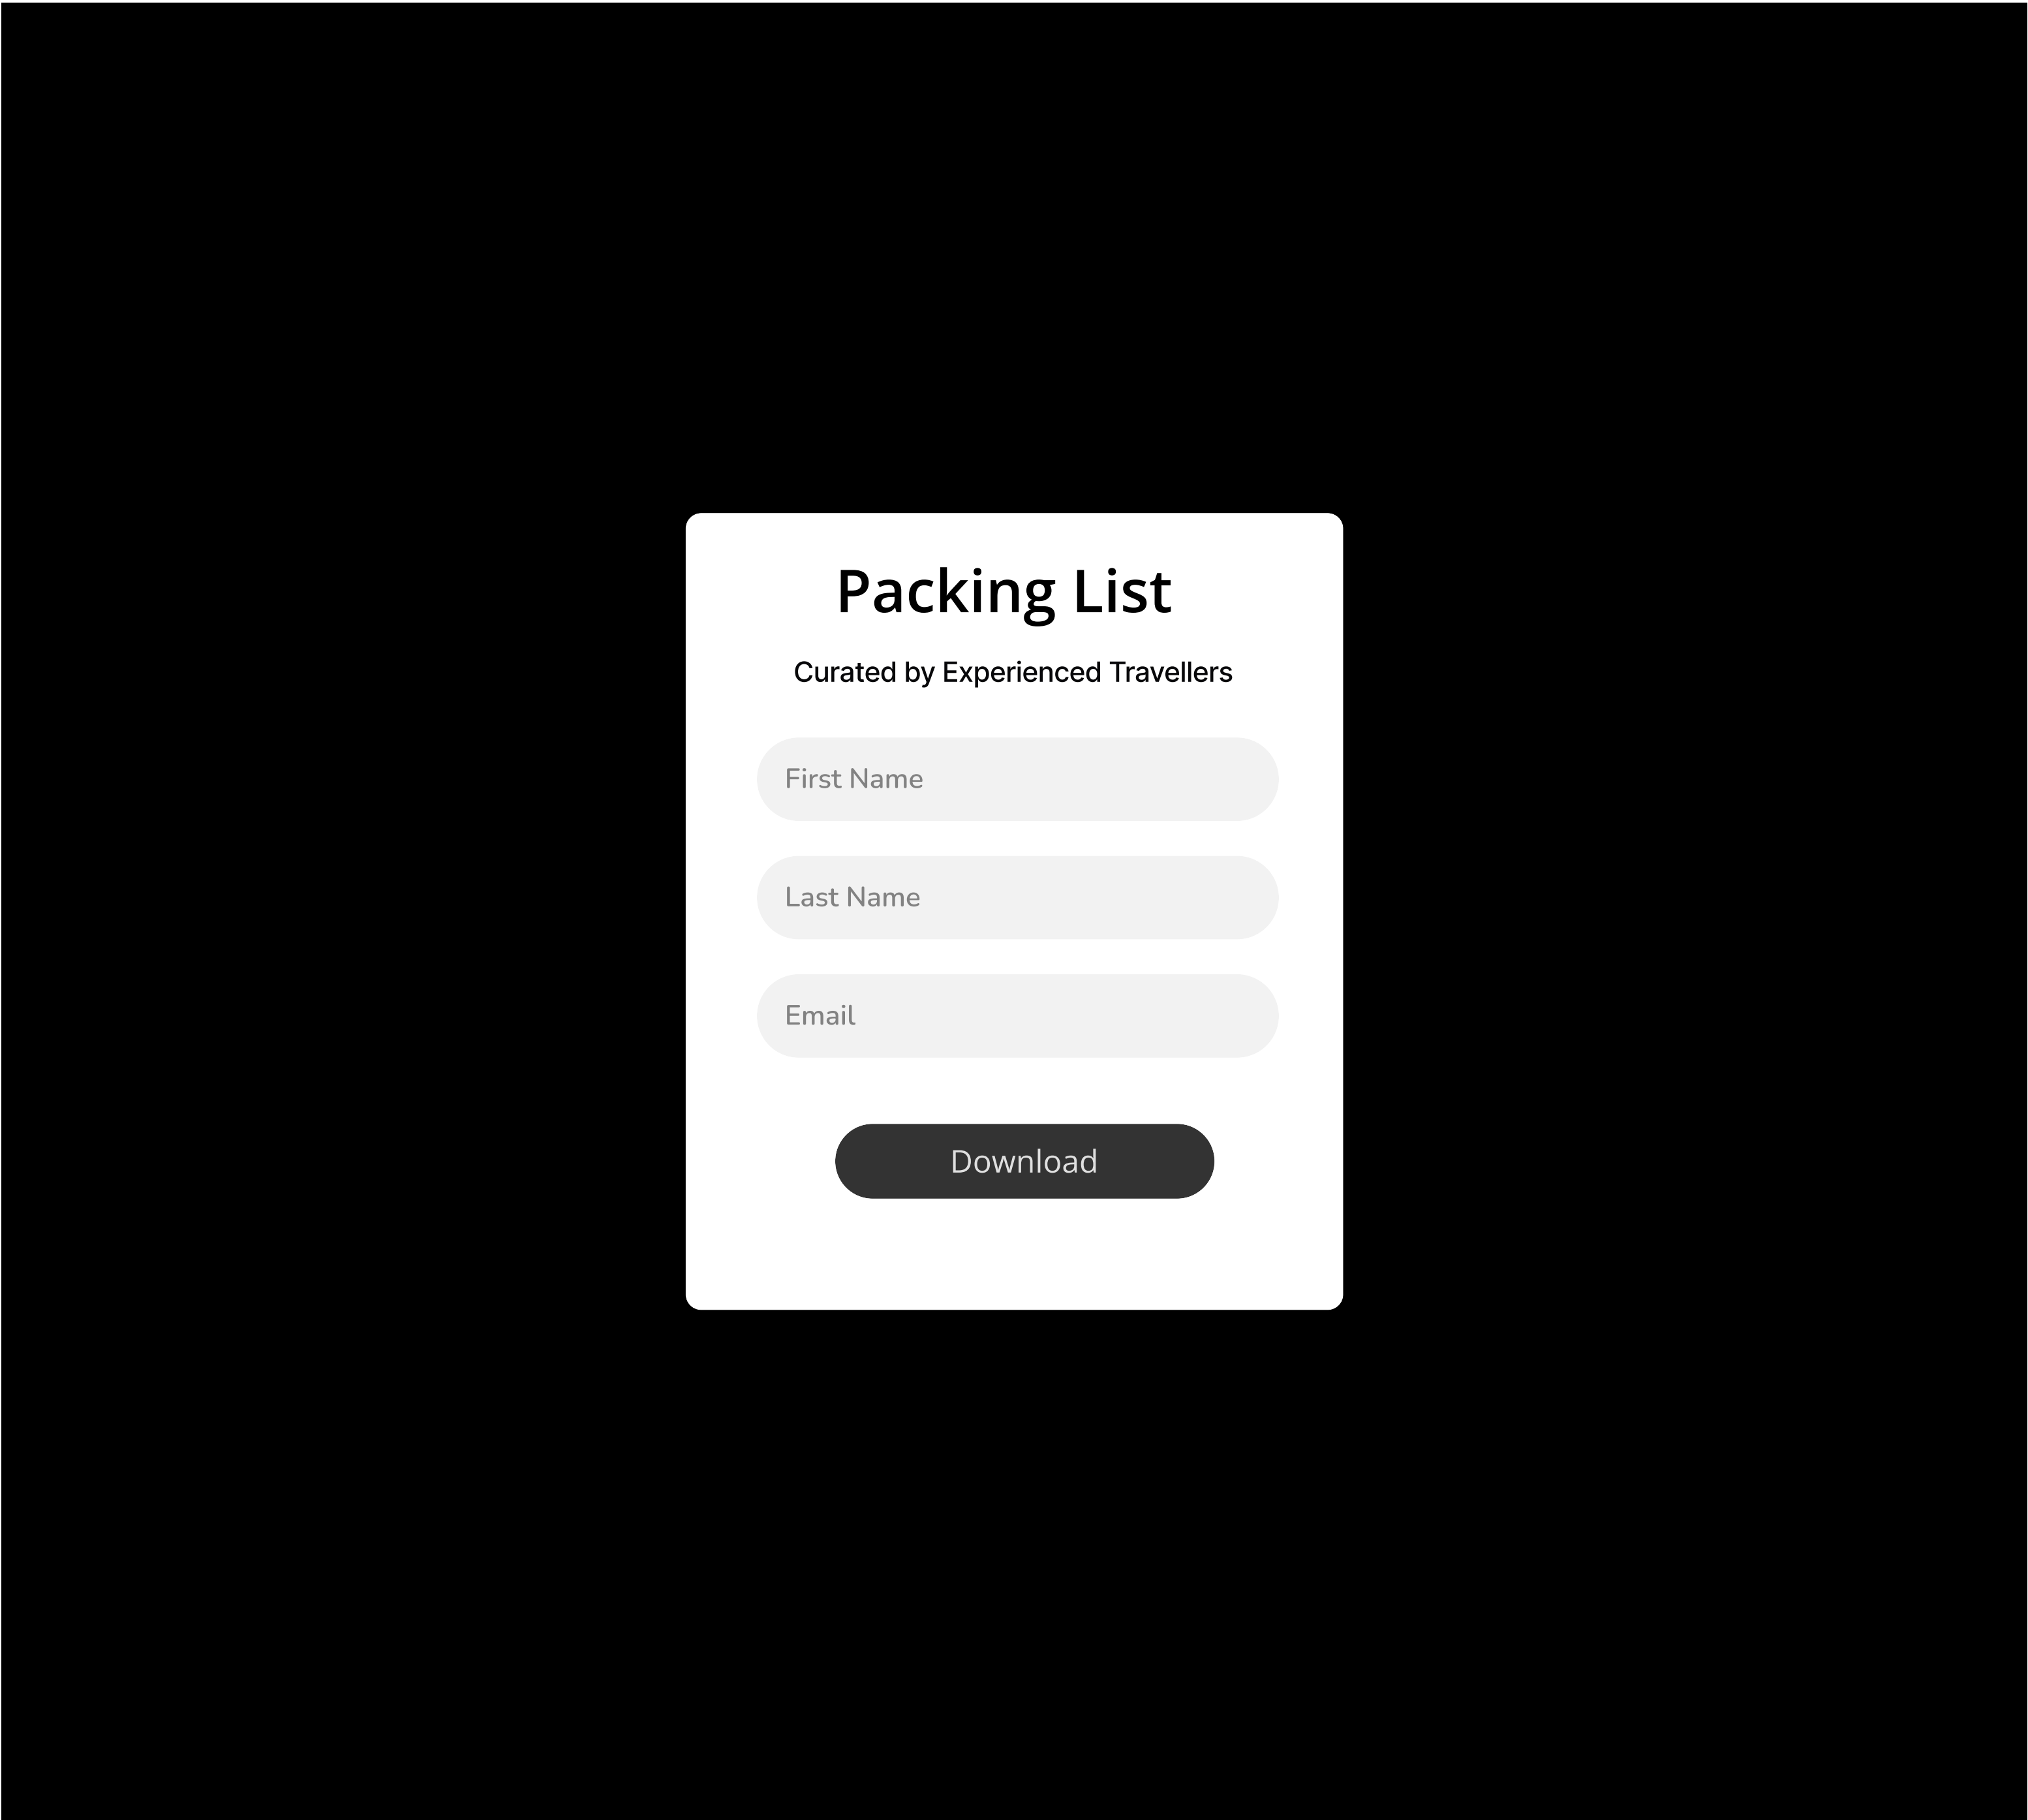 Packing List
Curated by Experienced Travellers
First Name
Last Name
Email
Download